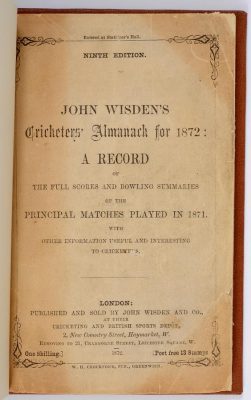 Entered at Stationer's Hall.
NINTH EDITION.
JOHN WISDEN'S
Cricketers' Almanack for 1872:
A RECORD
OF
THE FULL SCORES AND BOWLING SUMMARIES
OF THE
PRINCIPAL MATCHES PLAYED IN 1871.
WITH
OTHER INFORMATION USEFUL AND INTERESTING
TO CRICKETERS.
LONDON:
PUBLISHED AND SOLD BY JOHN WISDEN AND CO.,
AT THEIR
CRICKETING AND BRITISH SPORTS DEPOT,
2, New Coventry Street, Haymarket, W.
REMOVING TO 21, CRANBOURNE STREET, LEICESTER SQUARE, W.
One Shilling.]
1872.
[Post free 13 Stamps
W. H. CROCKFORD, GREENWICH.